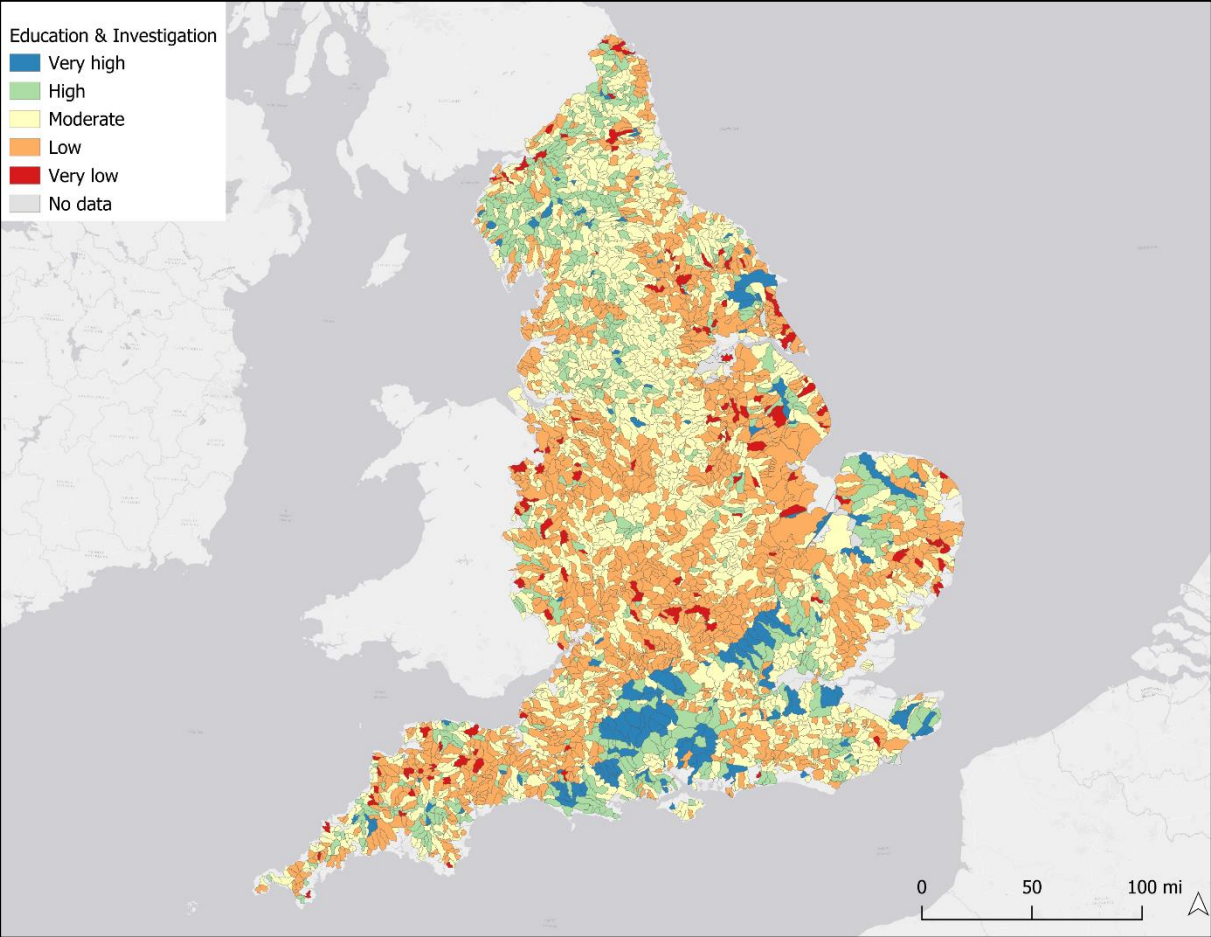 Education & Investigation
Very high
High
Moderate
Low
Very low
No data
0 50 100 mi